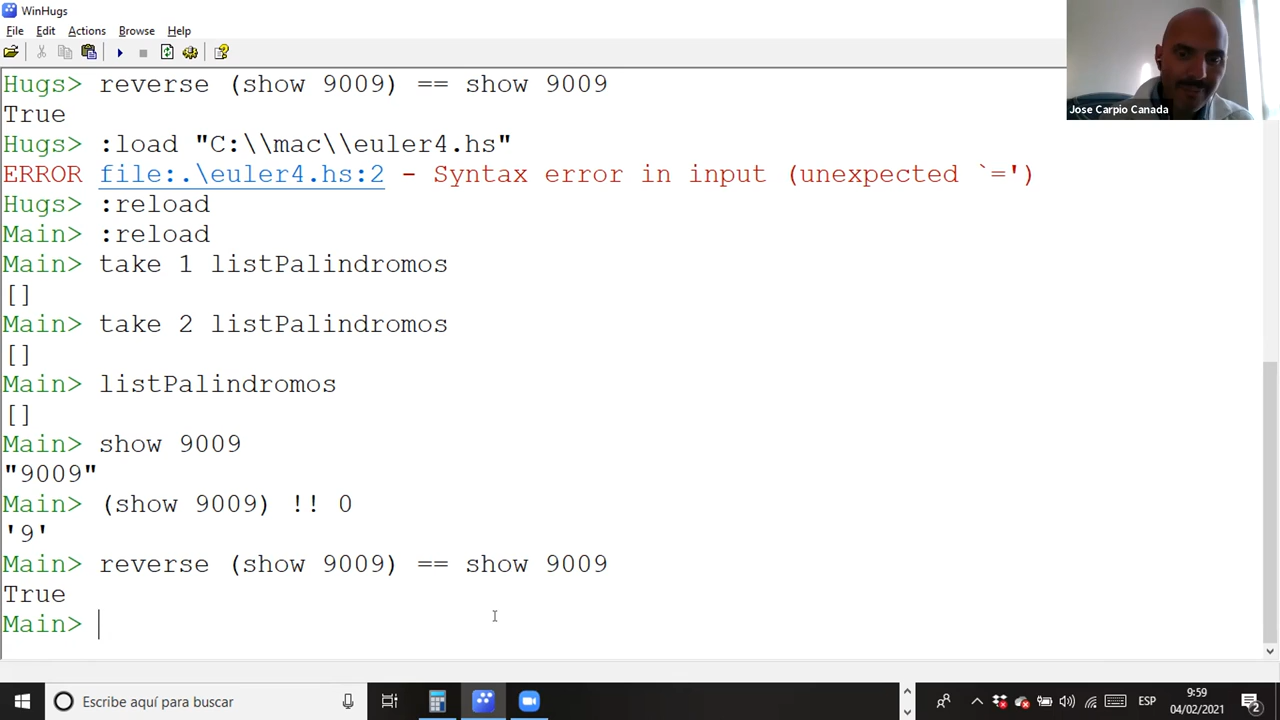 WinHugs
File Edit Actions Browse Help
Hugs> reverse (show 9009) == show 9009
True
Hugs> :load "C:\\mac\\euler4.hs"
ERROR file:.\euler4.hs:2 - Syntax error in input (unexpected `=')
Hugs> :reload
Main> :reload
Main> take 1 listPalindromos
[]
Main> take 2 listPalindromos
[]
Main> listPalindromos
[]
Main> show 9009
"9009"
Main> (show 9009) !! 0
'9'
Main> reverse (show 9009) == show 9009
True
Main>
Jose Carpio Canada
Escribe aquí para buscar
ESP
9:59
04/02/2021
2